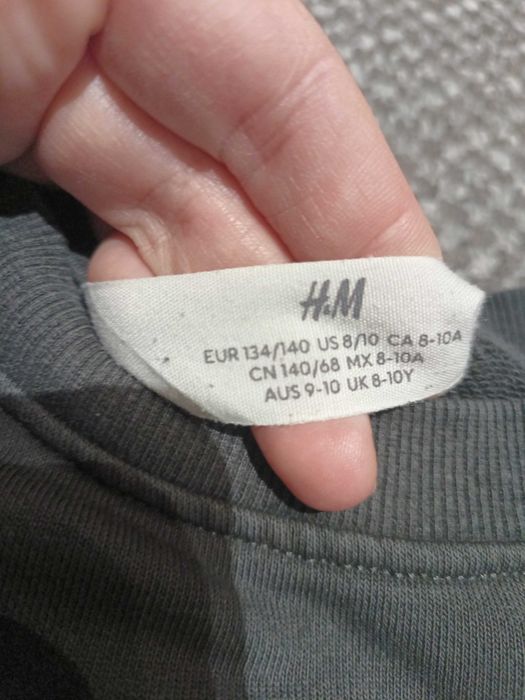 H&M
EUR 134/140 US 8/10 CA 8-10A
CN 140/68 MX 8-10A
AUS 9-10 UK 8-10Y